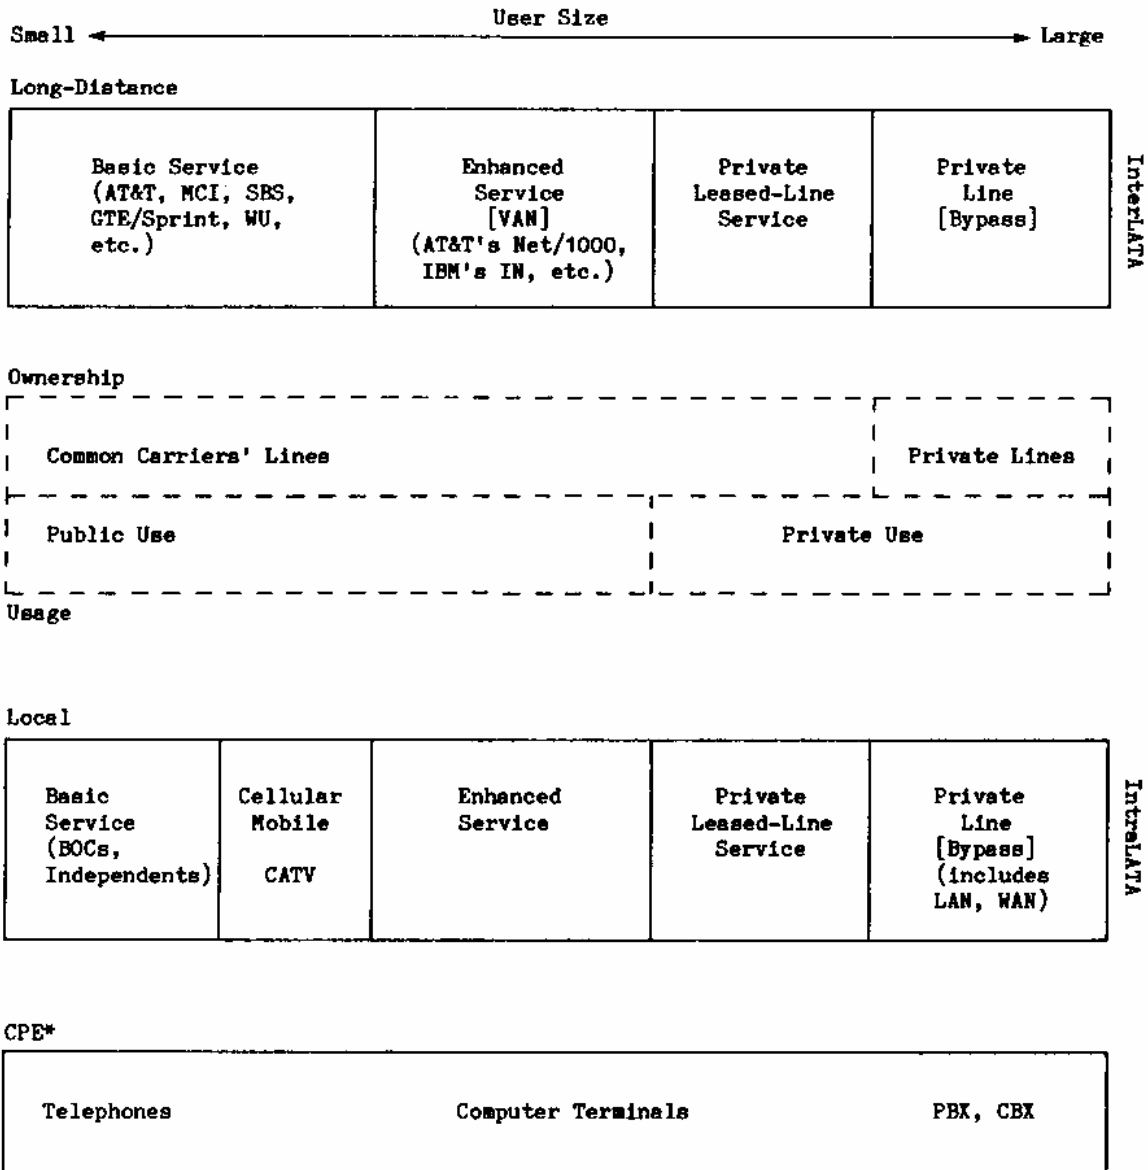 User Size
Small Large
Long-Distance
Basic Service
(AT&T, MCI, SBS,
GTE/Sprint, WU,
etc.)
Enhanced
Service
[VAN]
(AT&T's Net/1000,
IBM's IN, etc.)
Private
Leased-Line
Service
Private
Line
[Bypass]
InterLATA
Ownership
Common Carriers' Lines
Private Lines
Public Use
Private Use
Usage
Local
Basic
Service
(BOCs,
Independents)
Cellular
Mobile
CATV
Enhanced
Service
Private
Leased-Line
Service
Private
Line
[Bypass]
(includes
LAN, WAN)
IntraLATA
CPE*
Telephones
Computer Terminals
PBX, CBX